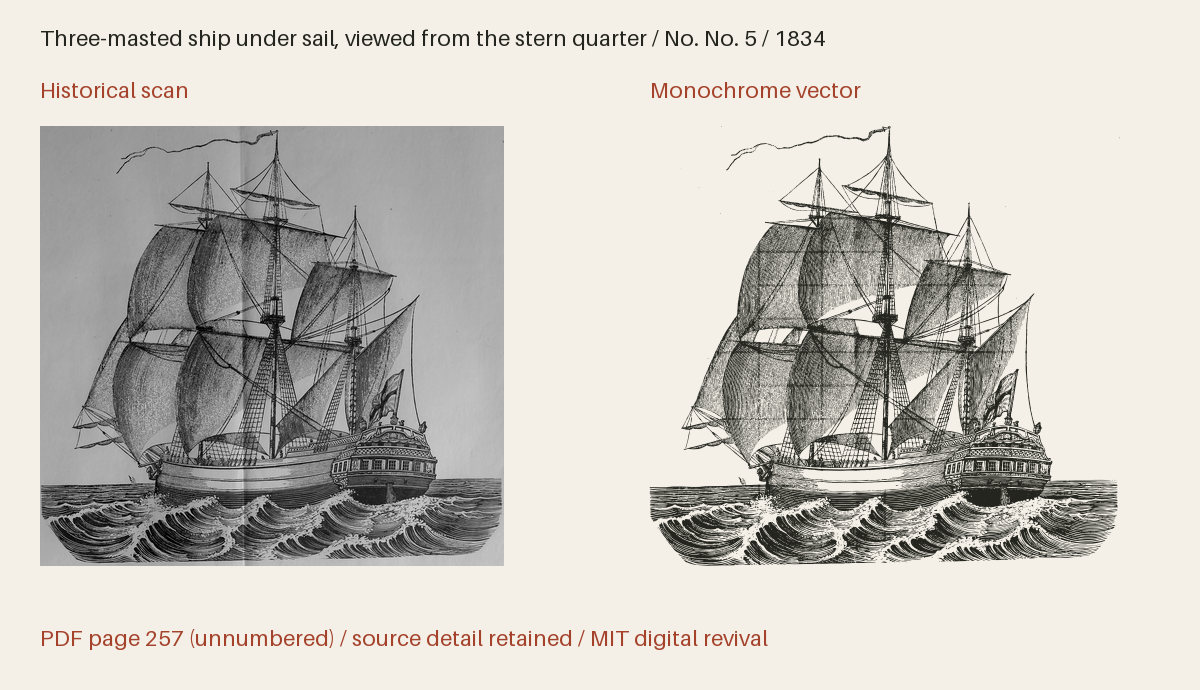 Three-masted ship under sail, viewed from the stern quarter / No. No. 5 / 1834
Historical scan
Monochrome vector
PDF page 257 (unnumbered) / source detail retained / MIT digital revival